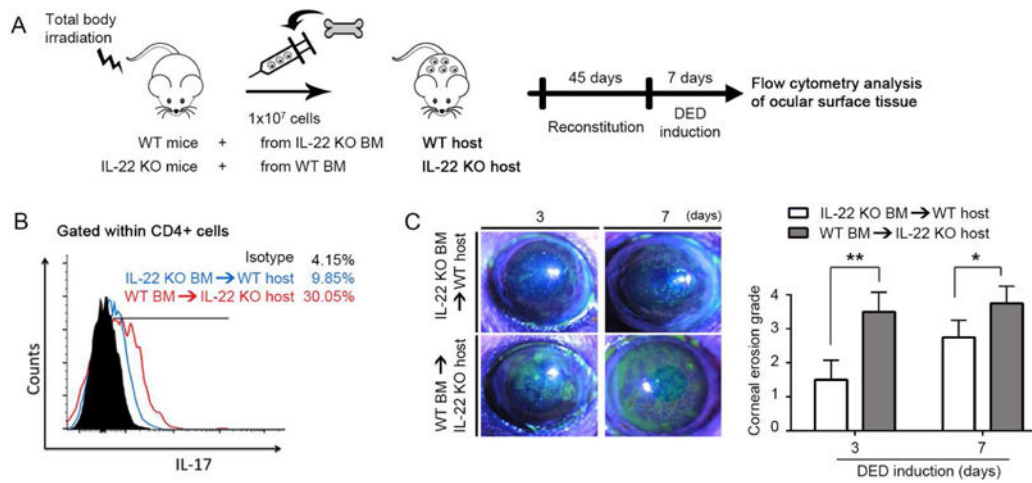 A
Total body
irradiation
1x10⁷ cells
WT mice + from IL-22 KO BM WT host
IL-22 KO mice + from WT BM IL-22 KO host
45 days
Reconstitution
7 days
DED
induction
Flow cytometry analysis
of ocular surface tissue
B
Gated within CD4+ cells
Isotype 4.15%
IL-22 KO BM → WT host 9.85%
WT BM → IL-22 KO host 30.05%
Counts
IL-17
C
3 7 (days)
IL-22 KO BM
→ WT host
WT BM →
IL-22 KO host
IL-22 KO BM → WT host
WT BM → IL-22 KO host
** *
Corneal erosion grade
4
3
2
1
0
3 7
DED induction (days)